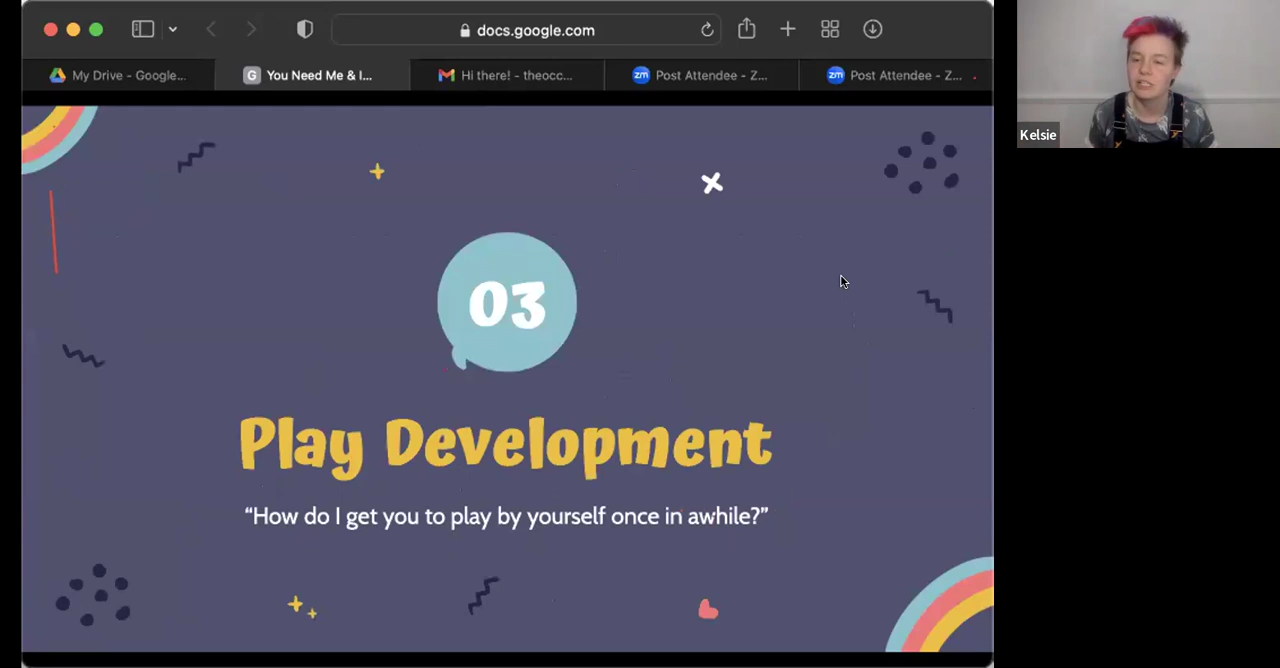 docs.google.com
My Drive - Google...
You Need Me & I...
Hi there! - theocc...
Post Attendee - Z...
Post Attendee - Z...
Kelsie
03
Play Development
“How do I get you to play by yourself once in awhile?”